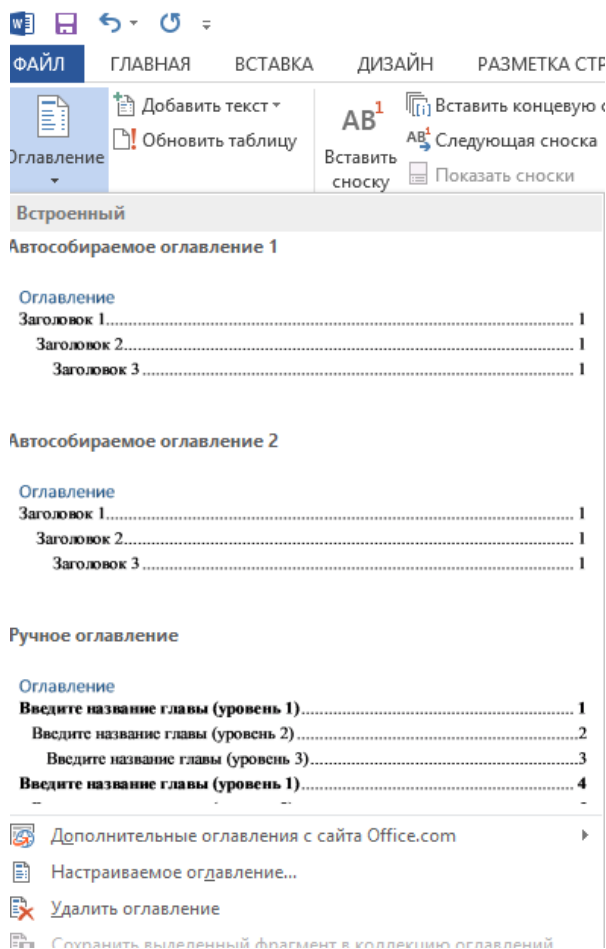 ФАЙЛ ГЛАВНАЯ ВСТАВКА ДИЗАЙН РАЗМЕТКА СТР
Оглавление
Добавить текст
Обновить таблицу
AB1
Вставить
сноску
Вставить концевую с
Следующая сноска
Показать сноски
Встроенный
Автособираемое оглавление 1
Оглавление
Заголовок 1 1
Заголовок 2 1
Заголовок 3 1
Автособираемое оглавление 2
Оглавление
Заголовок 1 1
Заголовок 2 1
Заголовок 3 1
Ручное оглавление
Оглавление
Введите название главы (уровень 1) 1
Введите название главы (уровень 2) 2
Введите название главы (уровень 3) 3
Введите название главы (уровень 1) 4
Дополнительные оглавления с сайта Office.com
Настраиваемое оглавление...
Удалить оглавление
Сохранить выделенный фрагмент в коллекцию оглавлений